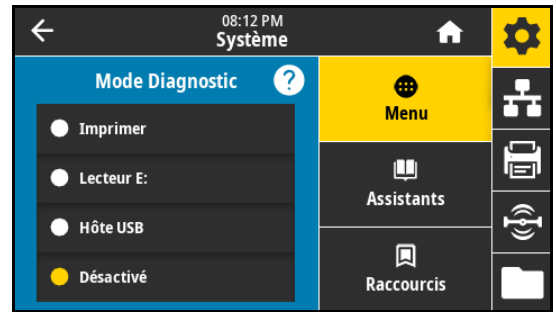 08:12 PM
Système
Mode Diagnostic ?
Imprimer
Lecteur E:
Hôte USB
Désactivé
Menu
Assistants
Raccourcis